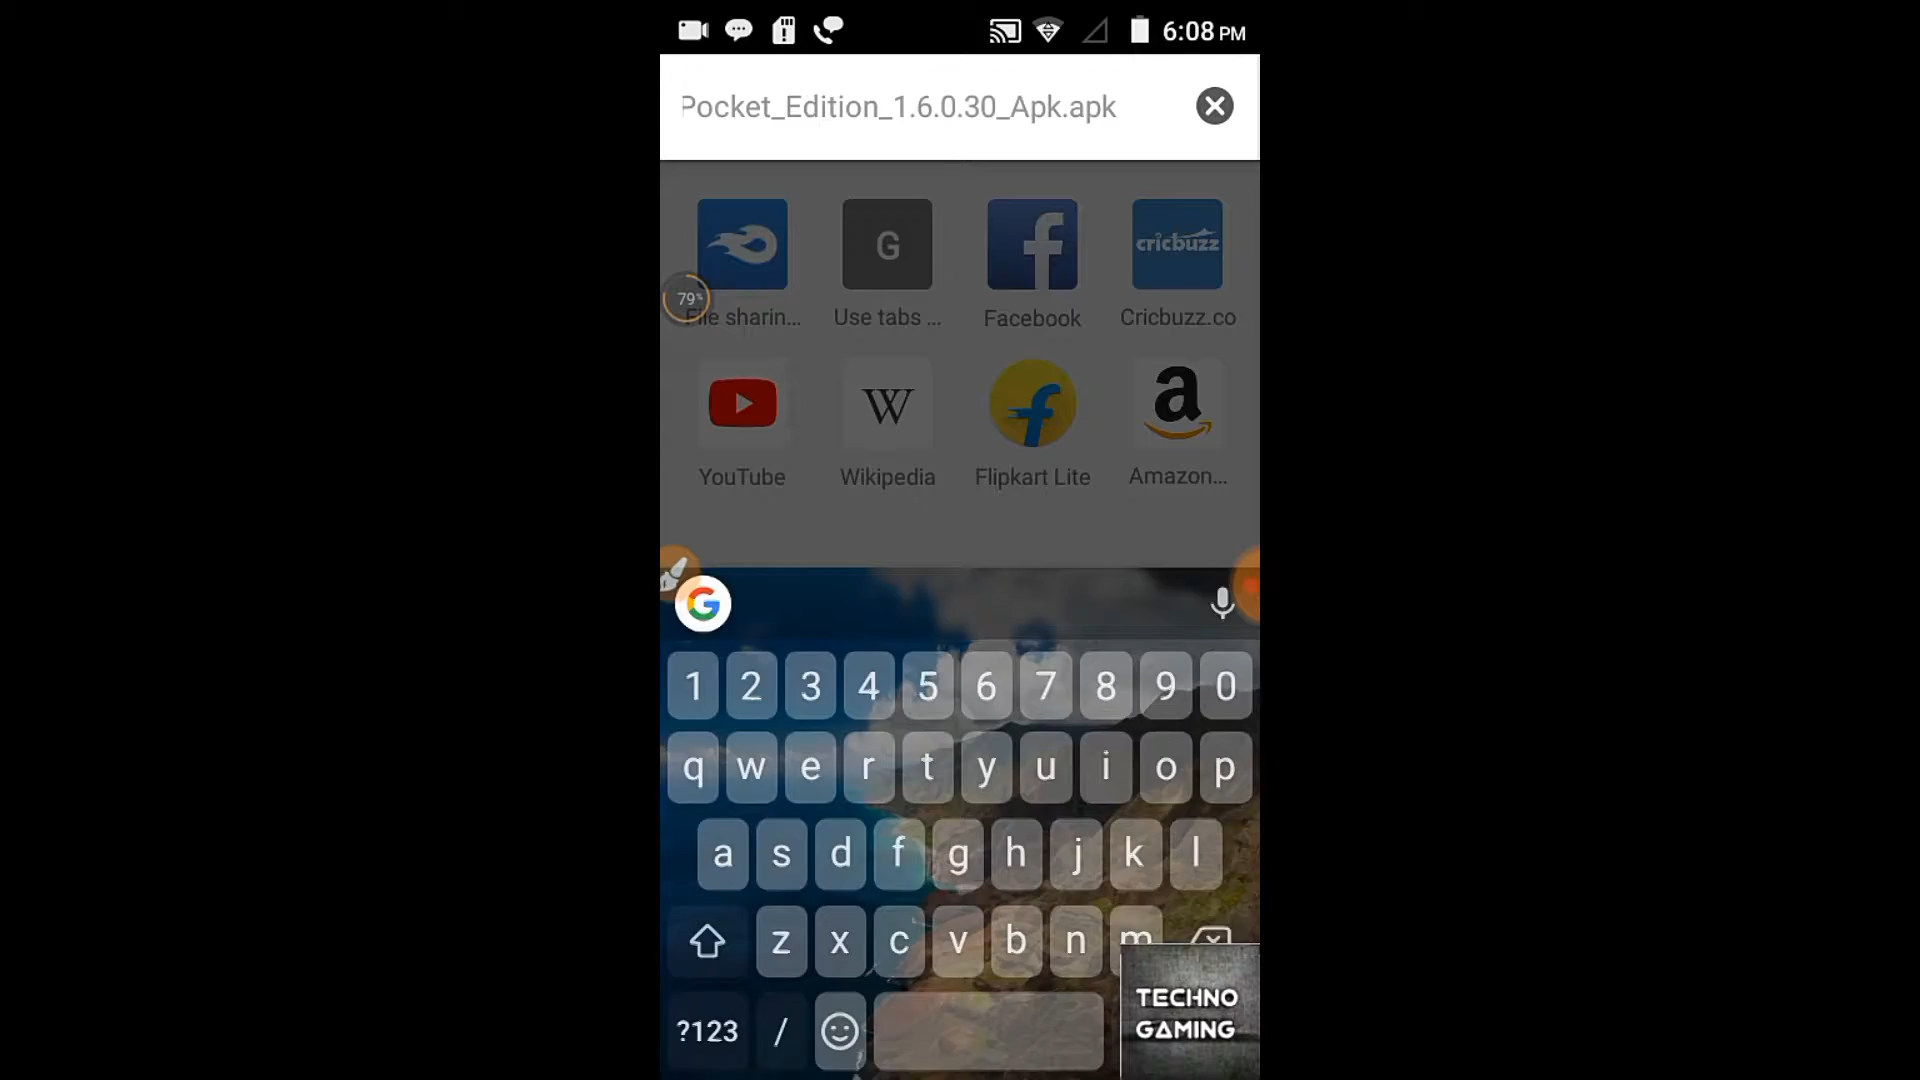 6:08 PM
Pocket_Edition_1.6.0.30_Apk.apk
G
f
cricbuzz
79%
File sharin...
Use tabs ...
Facebook
Cricbuzz.co
W
f
a
YouTube
Wikipedia
Flipkart Lite
Amazon...
G
1 2 3 4 5 6 7 8 9 0
q w e r t y u i o p
a s d f g h j k l
z x c v b n m
?123 /
TECHNO
GAMING